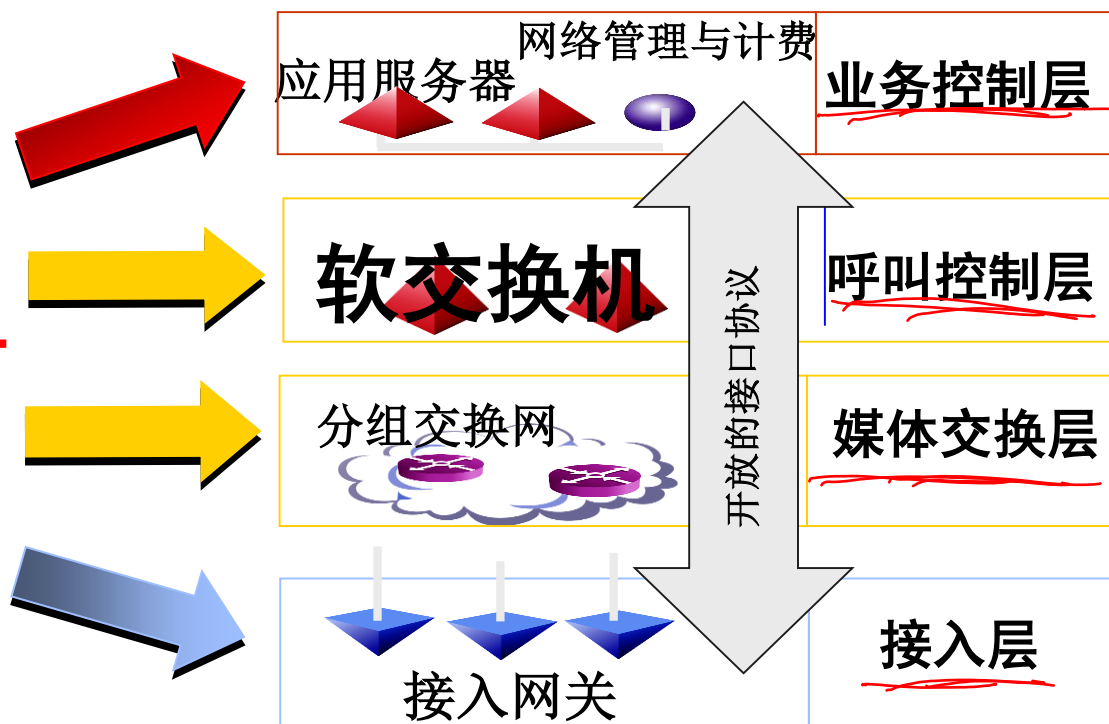 网络管理与计费
应用服务器
业务控制层
软交换机
呼叫控制层
开放的接口协议
分组交换网
媒体交换层
接入层
接入网关